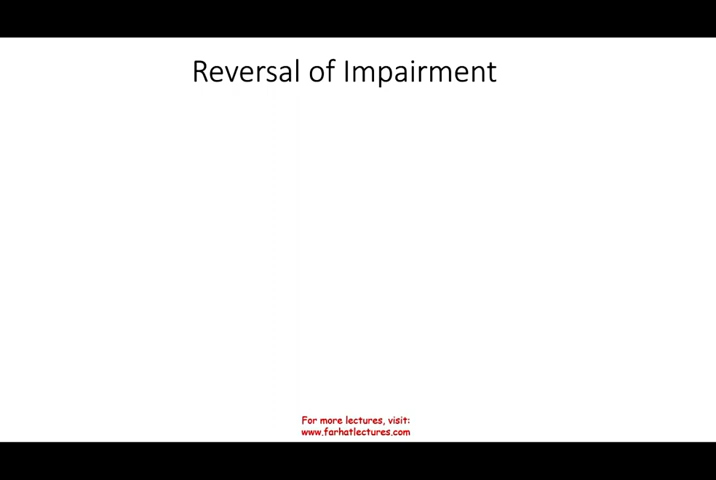 Reversal of Impairment
For more lectures, visit:
www.farhatlectures.com